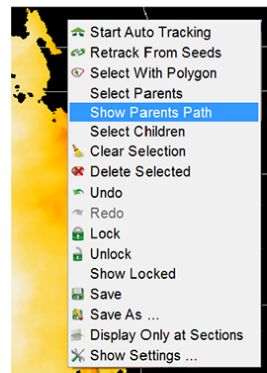 Start Auto Tracking
Retrack From Seeds
Select With Polygon
Select Parents
Show Parents Path
Select Children
Clear Selection
Delete Selected
Undo
Redo
Lock
Unlock
Show Locked
Save
Save As ...
Display Only at Sections
Show Settings ...